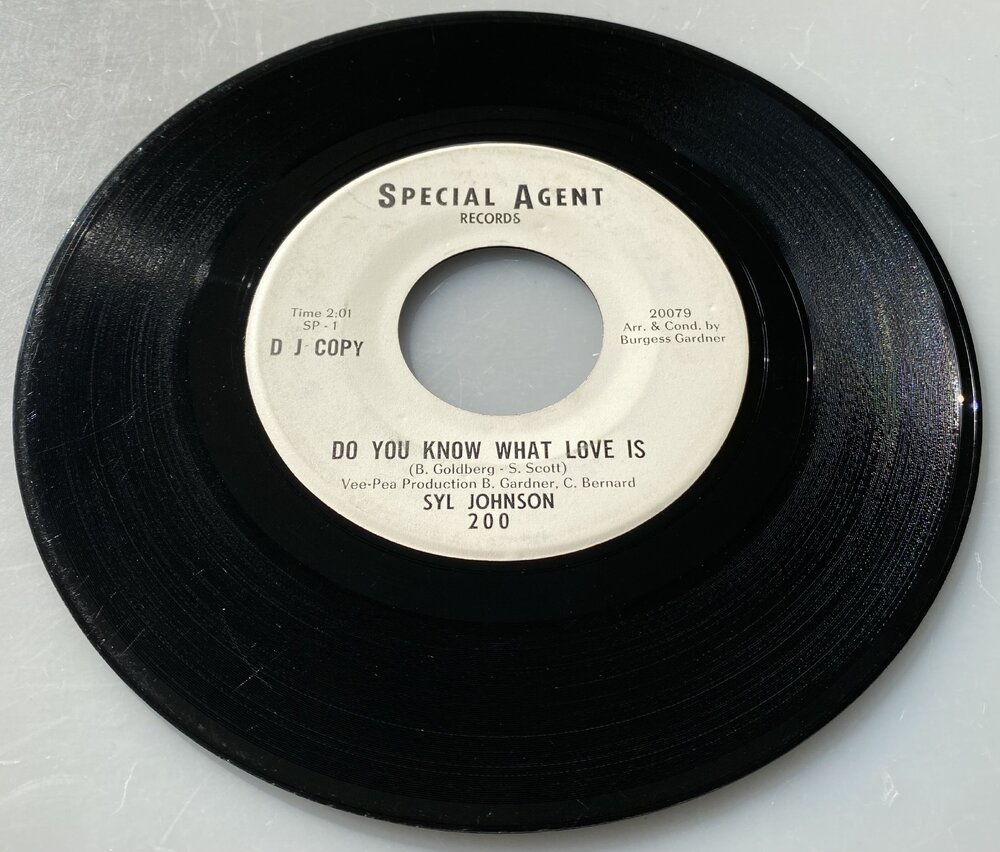 SPECIAL AGENT
RECORDS
Time 2:01
SP - 1
D J COPY
20079
Arr. & Cond. by
Burgess Gardner
DO YOU KNOW WHAT LOVE IS
(B. Goldberg - S. Scott)
Vee-Pea Production B. Gardner, C. Bernard
SYL JOHNSON
200